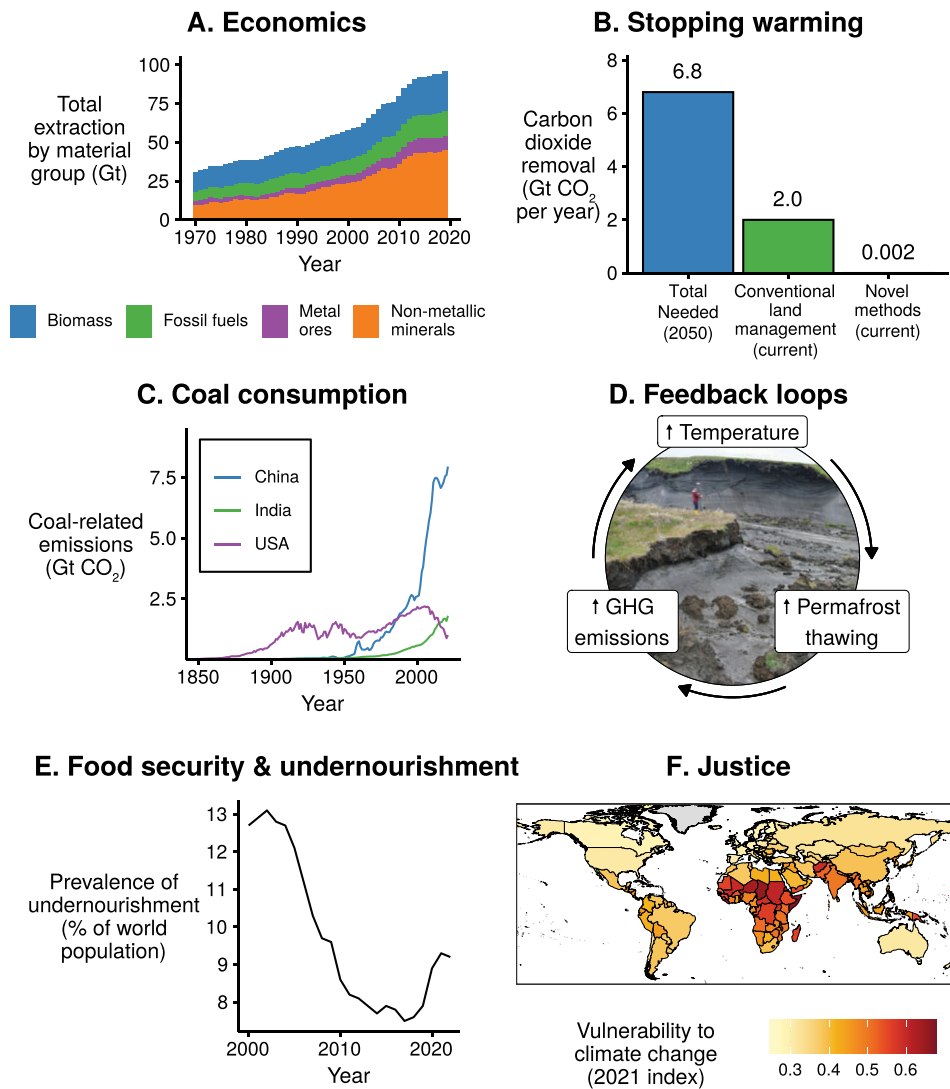 A. Economics
Total
extraction
by material
group (Gt)
100
75
50
25
0
1970 1980 1990 2000 2010 2020
Year
Biomass
Fossil fuels
Metal
ores
Non-metallic
minerals
B. Stopping warming
Carbon
dioxide
removal
(Gt CO₂
per year)
8
6
4
2
0
6.8
2.0
0.002
Total
Needed
(2050)
Conventional
land
management
(current)
Novel
methods
(current)
C. Coal consumption
Coal-related
emissions
(Gt CO₂)
7.5
5.0
2.5
China
India
USA
1850 1900 1950 2000
Year
D. Feedback loops
↑ Temperature
↑ GHG
emissions
↑ Permafrost
thawing
E. Food security & undernourishment
Prevalence of
undernourishment
(% of world
population)
13
12
11
10
9
8
2000 2010 2020
Year
F. Justice
Vulnerability to
climate change
(2021 index)
0.3 0.4 0.5 0.6